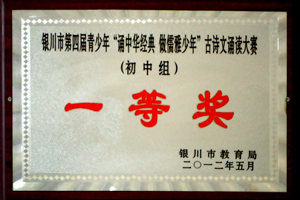 银川市第四届青少年“诵中华经典 做儒雅少年”古诗文诵读大赛
(初中组)
一等奖
银川市教育局
二〇一二年五月